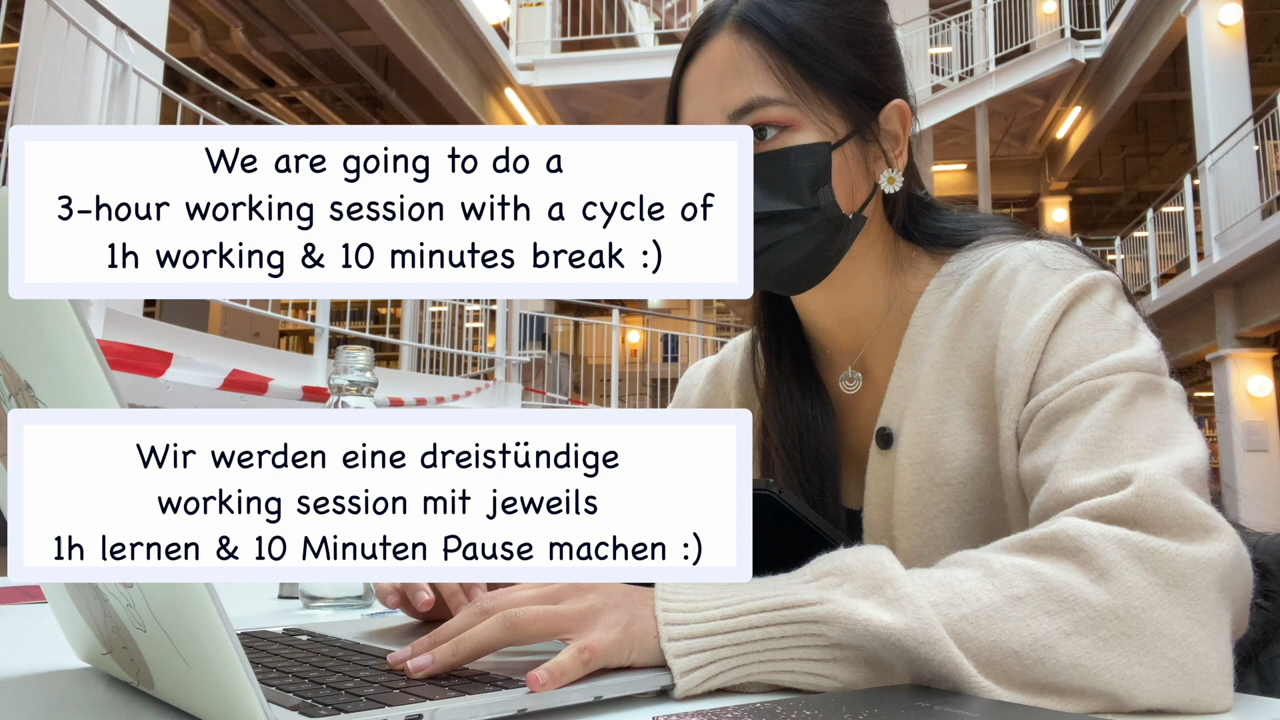 We are going to do a
3-hour working session with a cycle of
1h working & 10 minutes break :)
Wir werden eine dreistündige
working session mit jeweils
1h lernen & 10 Minuten Pause machen :)